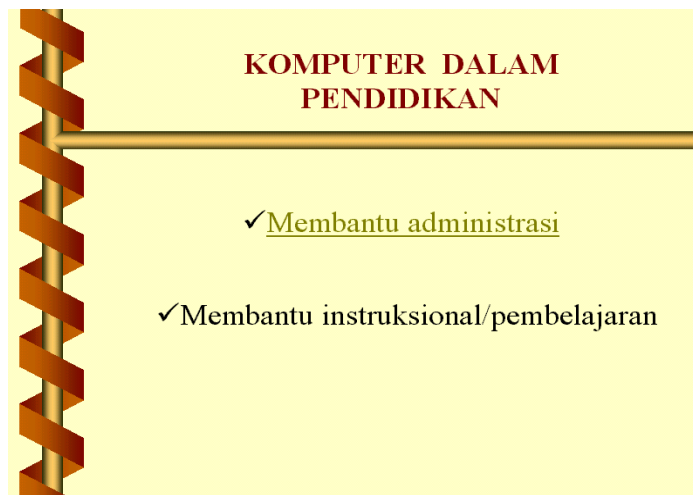 KOMPUTER DALAM
PENDIDIKAN
✓Membantu administrasi
✓Membantu instruksional/pembelajaran